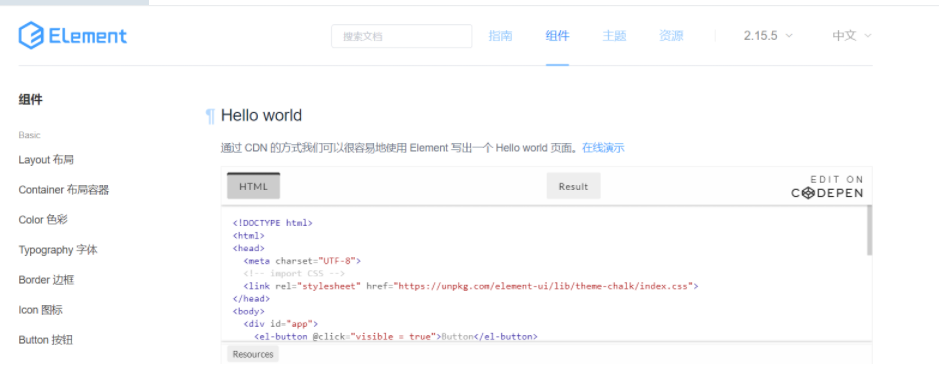 Element
搜索文档
指南
组件
主题
资源
2.15.5
中文
组件
Basic
Layout 布局
Container 布局容器
Color 色彩
Typography 字体
Border 边框
Icon 图标
Button 按钮
¶ Hello world
通过 CDN 的方式我们可以很容易地使用 Element 写出一个 Hello world 页面。在线演示
HTML
Result
EDIT ON
CODEPEN
<!DOCTYPE html>
<html>
<head>
<meta charset="UTF-8">
<!-- import CSS -->
<link rel="stylesheet" href="https://unpkg.com/element-ui/lib/theme-chalk/index.css">
</head>
<body>
<div id="app">
<el-button @click="visible = true">Button</el-button>
Resources